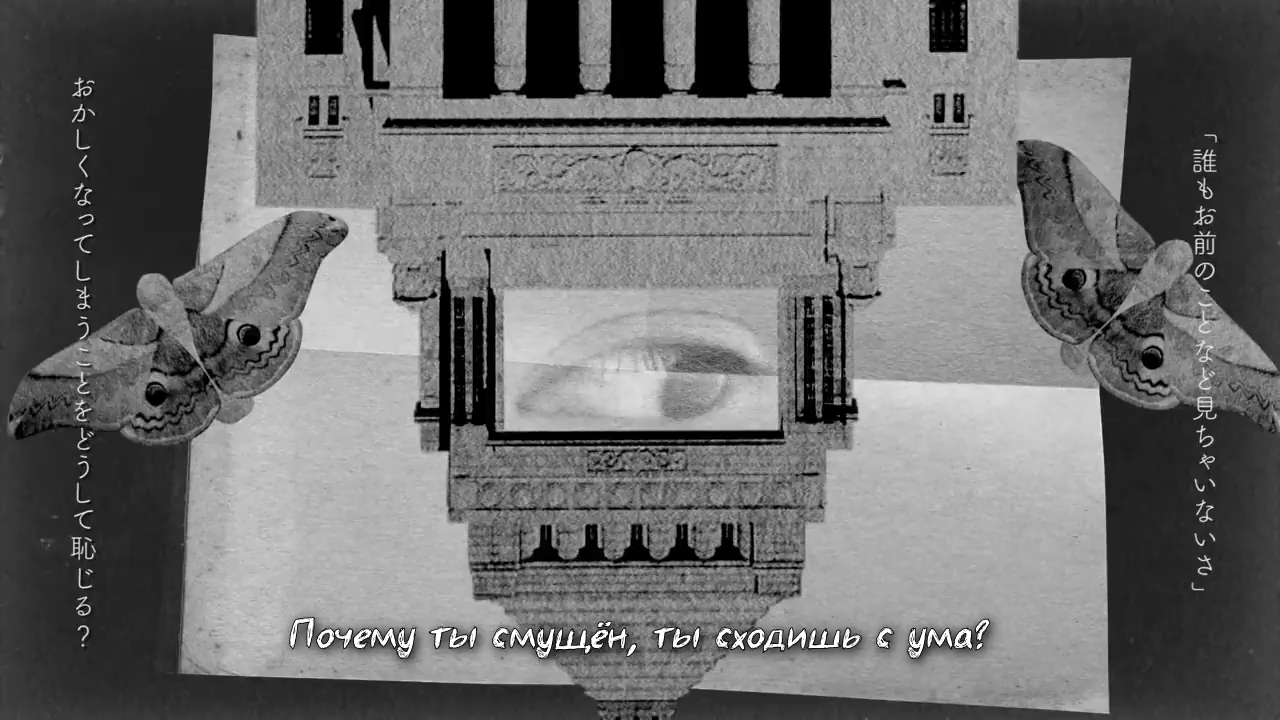 「誰もお前のことなど見ちゃいないさ」
おかしくなってしまうことをどうして恥じる？
Почему ты смущён, ты сходишь с ума?